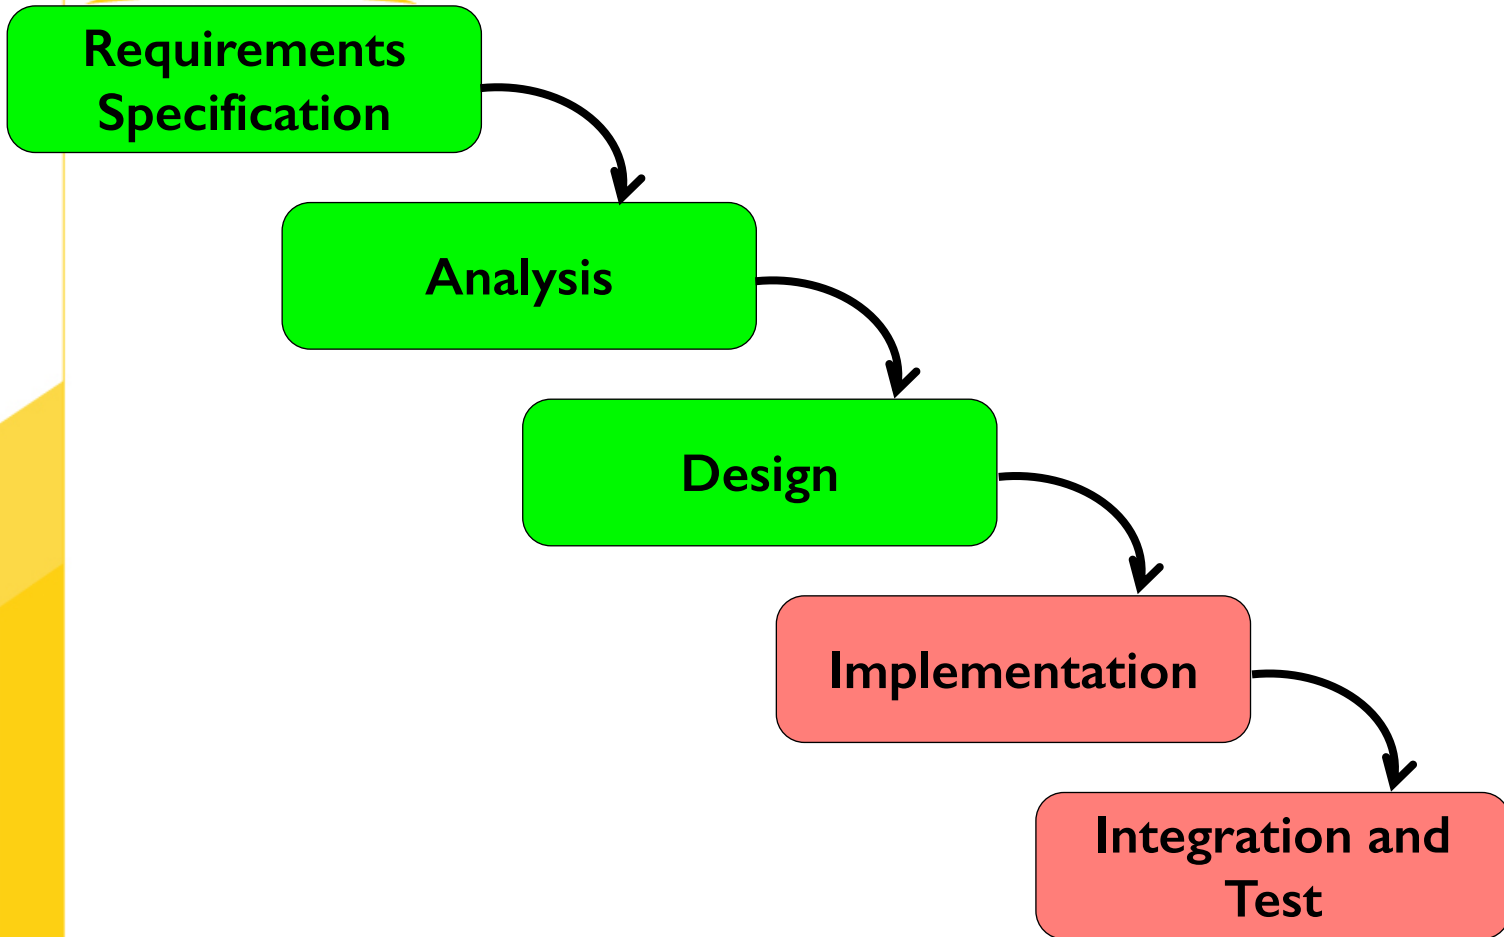 Requirements
Specification
Analysis
Design
Implementation
Integration and
Test